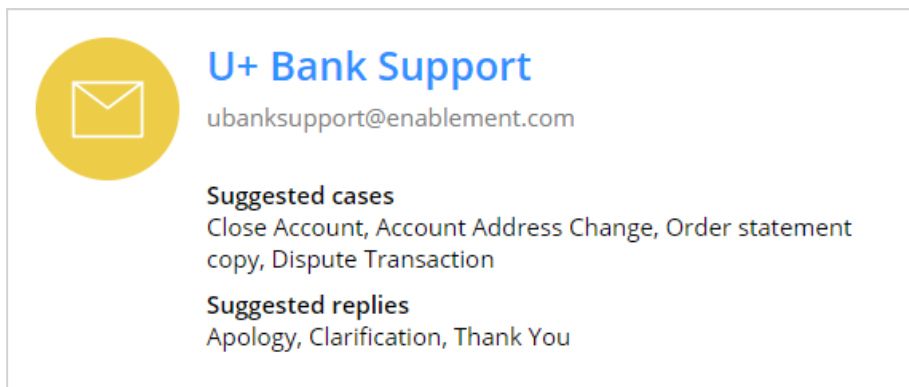 U+ Bank Support
ubanksupport@enablement.com
Suggested cases
Close Account, Account Address Change, Order statement
copy, Dispute Transaction
Suggested replies
Apology, Clarification, Thank You